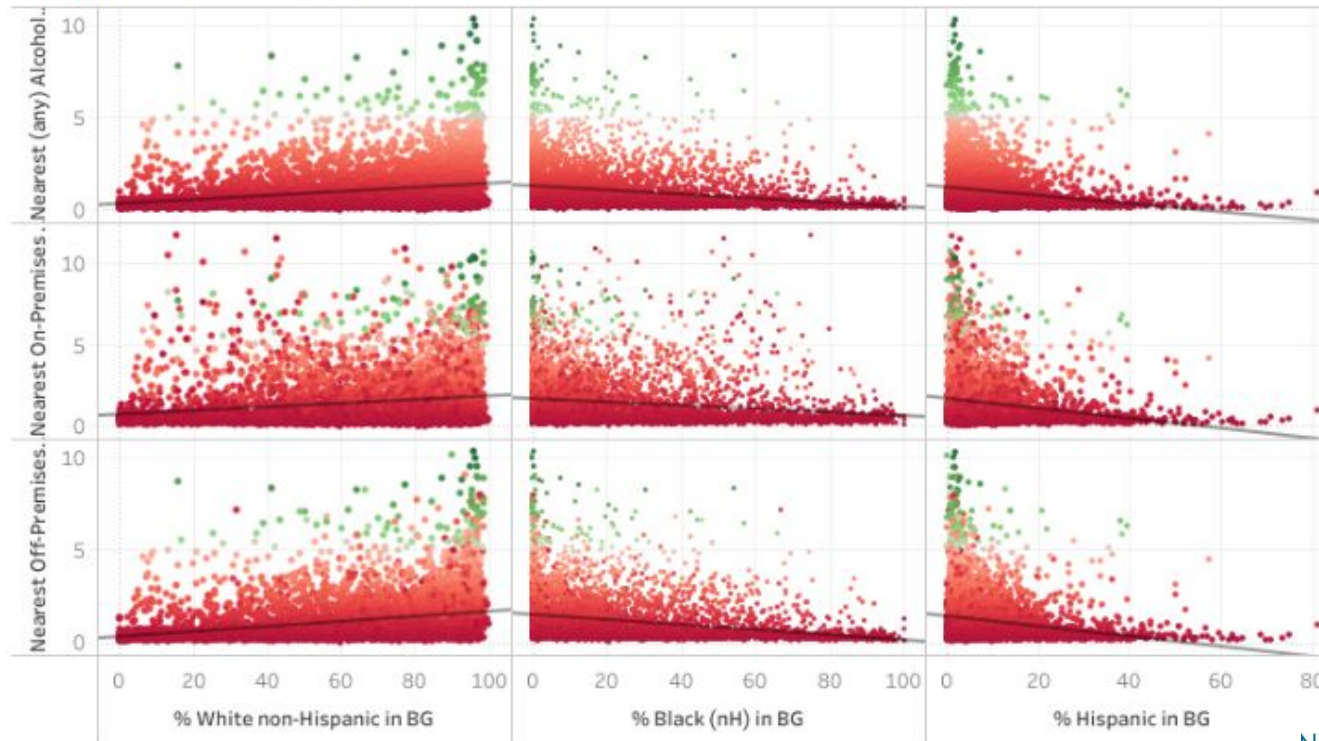 Nearest (any) Alcohol..
10
5
0
Nearest On-Premises.
10
5
0
Nearest Off-Premises.
10
5
0
0 20 40 60 80 100 0 20 40 60 80 100 0 20 40 60 80
% White non-Hispanic in BG % Black (nH) in BG % Hispanic in BG
N